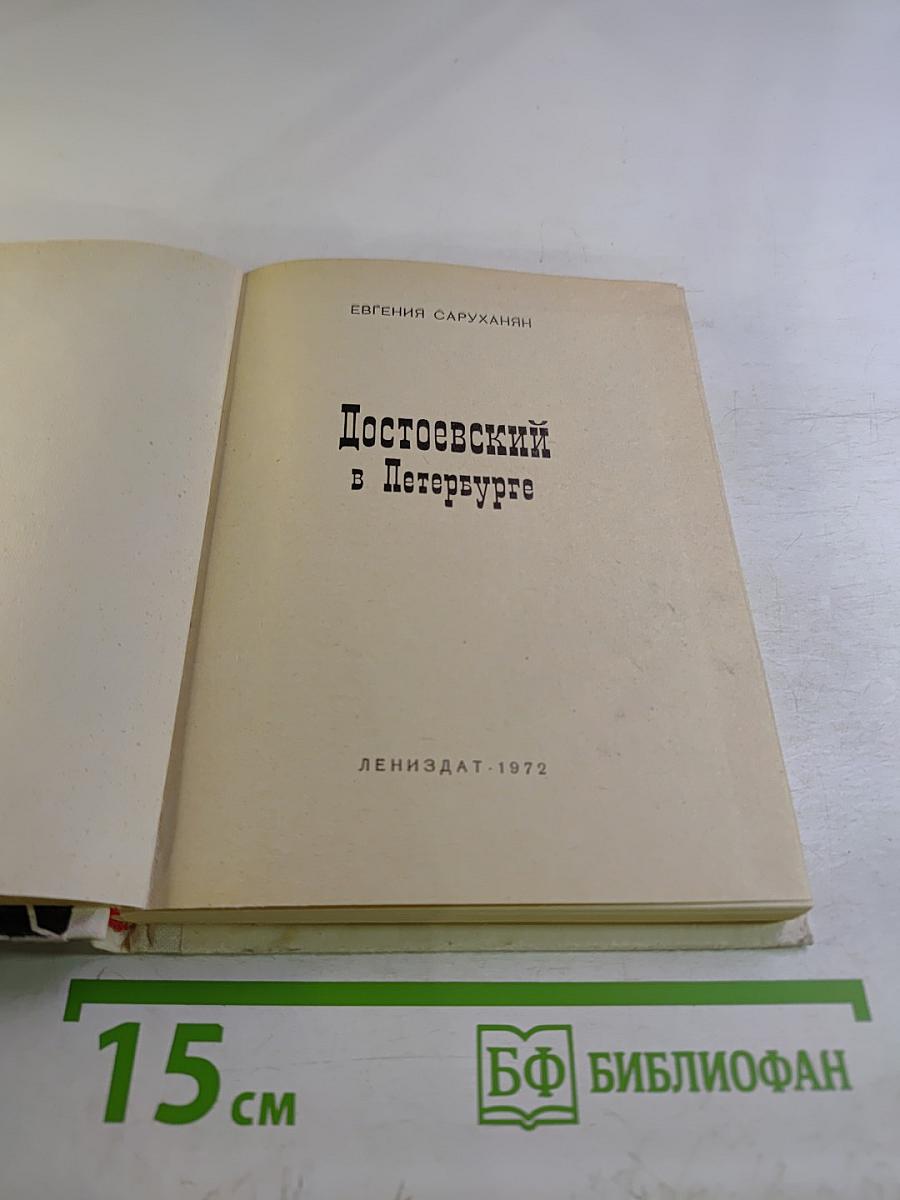 ЕВГЕНИЯ САРУХАНЯН
Достоевский
в Петербурге
ЛЕНИЗДАТ · 1972
15 см
БФ БИБЛИОФАН